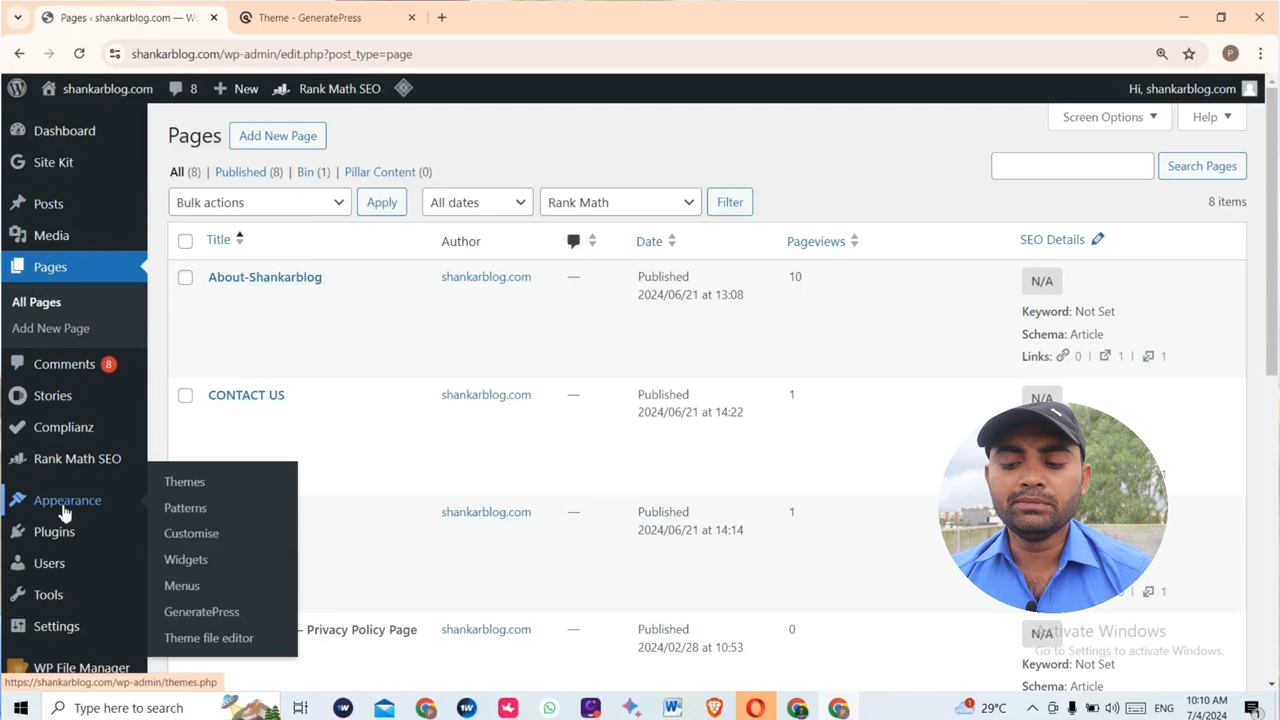 Pages ‹ shankarblog.com — Wo
Theme - GeneratePress
shankarblog.com/wp-admin/edit.php?post_type=page
P
shankarblog.com
8
New
Rank Math SEO
Hi, shankarblog.com
Dashboard
Site Kit
Posts
Media
Pages
All Pages
Add New Page
Comments 8
Stories
Complianz
Rank Math SEO
Appearance
Plugins
Users
Tools
Settings
WP File Manager
Themes
Patterns
Customise
Widgets
Menus
GeneratePress
Theme file editor
Pages Add New Page
Screen Options Help
All (8) | Published (8) | Bin (1) | Pillar Content (0)
Search Pages
Bulk actions Apply All dates Rank Math Filter
8 items
Title Author Date Pageviews SEO Details
About-Shankarblog shankarblog.com — Published 10 N/A
2024/06/21 at 13:08
Keyword: Not Set
Schema: Article
Links: 0 | 1 | 1
CONTACT US shankarblog.com — Published 1 N/A
2024/06/21 at 14:22
shankarblog.com — Published 1
2024/06/21 at 14:14
1
— Privacy Policy Page shankarblog.com — Published 0 N/A
2024/02/28 at 10:53
Keyword: Not Set
Schema: Article
Activate Windows
Go to Settings to activate Windows.
https://shankarblog.com/wp-admin/themes.php
Type here to search
29°C
ENG
10:10 AM
7/4/2024